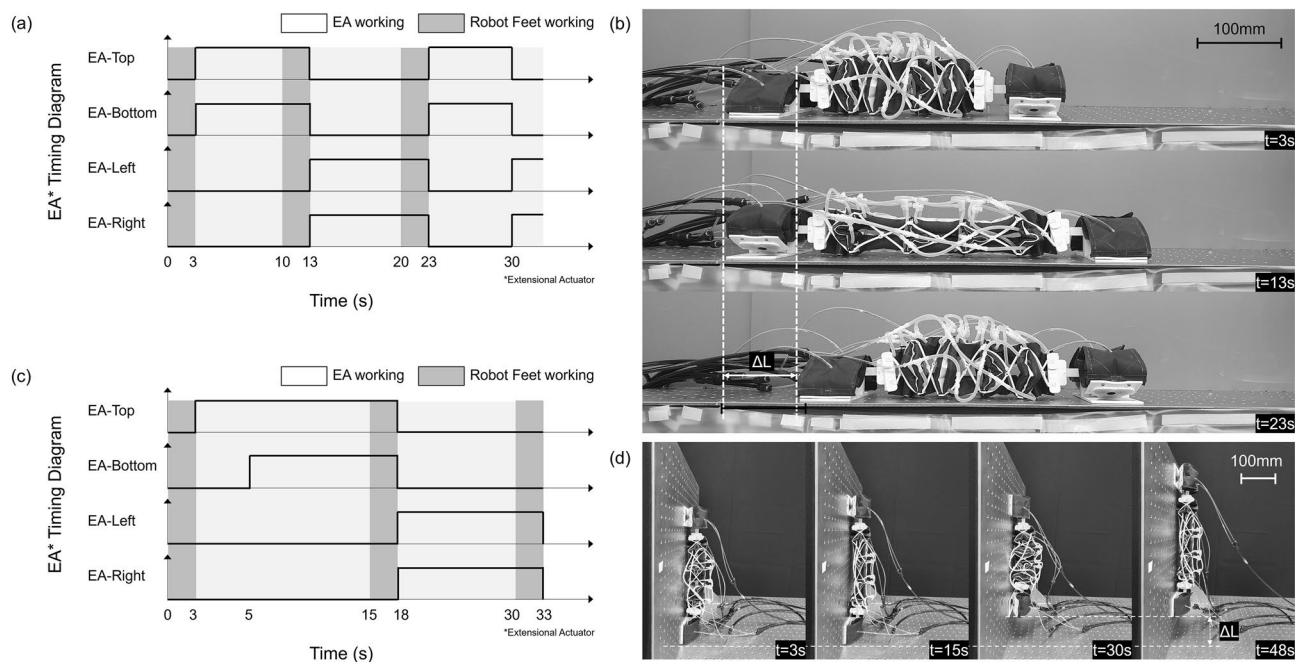 (a)
EA working
Robot Feet working
EA* Timing Diagram
EA-Top
EA-Bottom
EA-Left
EA-Right
0 3 10 13 20 23 30
*Extensional Actuator
Time (s)
(b)
100mm
t=3s
t=13s
ΔL
t=23s
(c)
EA working
Robot Feet working
EA* Timing Diagram
EA-Top
EA-Bottom
EA-Left
EA-Right
0 3 5 15 18 30 33
*Extensional Actuator
Time (s)
(d)
100mm
ΔL
t=3s
t=15s
t=30s
t=48s